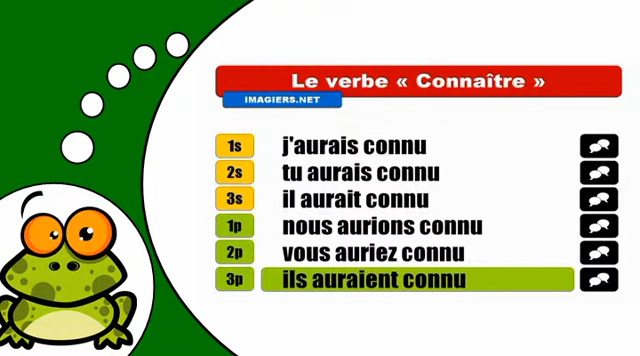 Le verbe « Connaître »
IMAGIERS.NET
1s j'aurais connu
2s tu aurais connu
3s il aurait connu
1p nous aurions connu
2p vous auriez connu
3p ils auraient connu